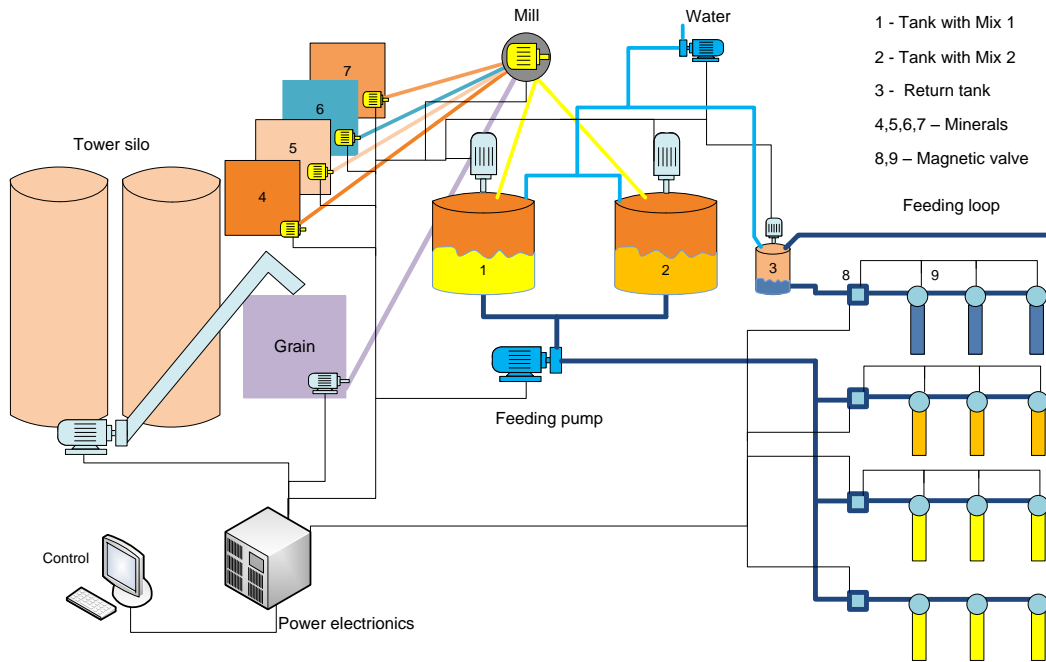 Mill
Water
1 - Tank with Mix 1
2 - Tank with Mix 2
3 - Return tank
4,5,6,7 – Minerals
8,9 – Magnetic valve
Feeding loop
7
6
5
4
Tower silo
1
2
3
8
9
Grain
Feeding pump
Control
Power electrionics